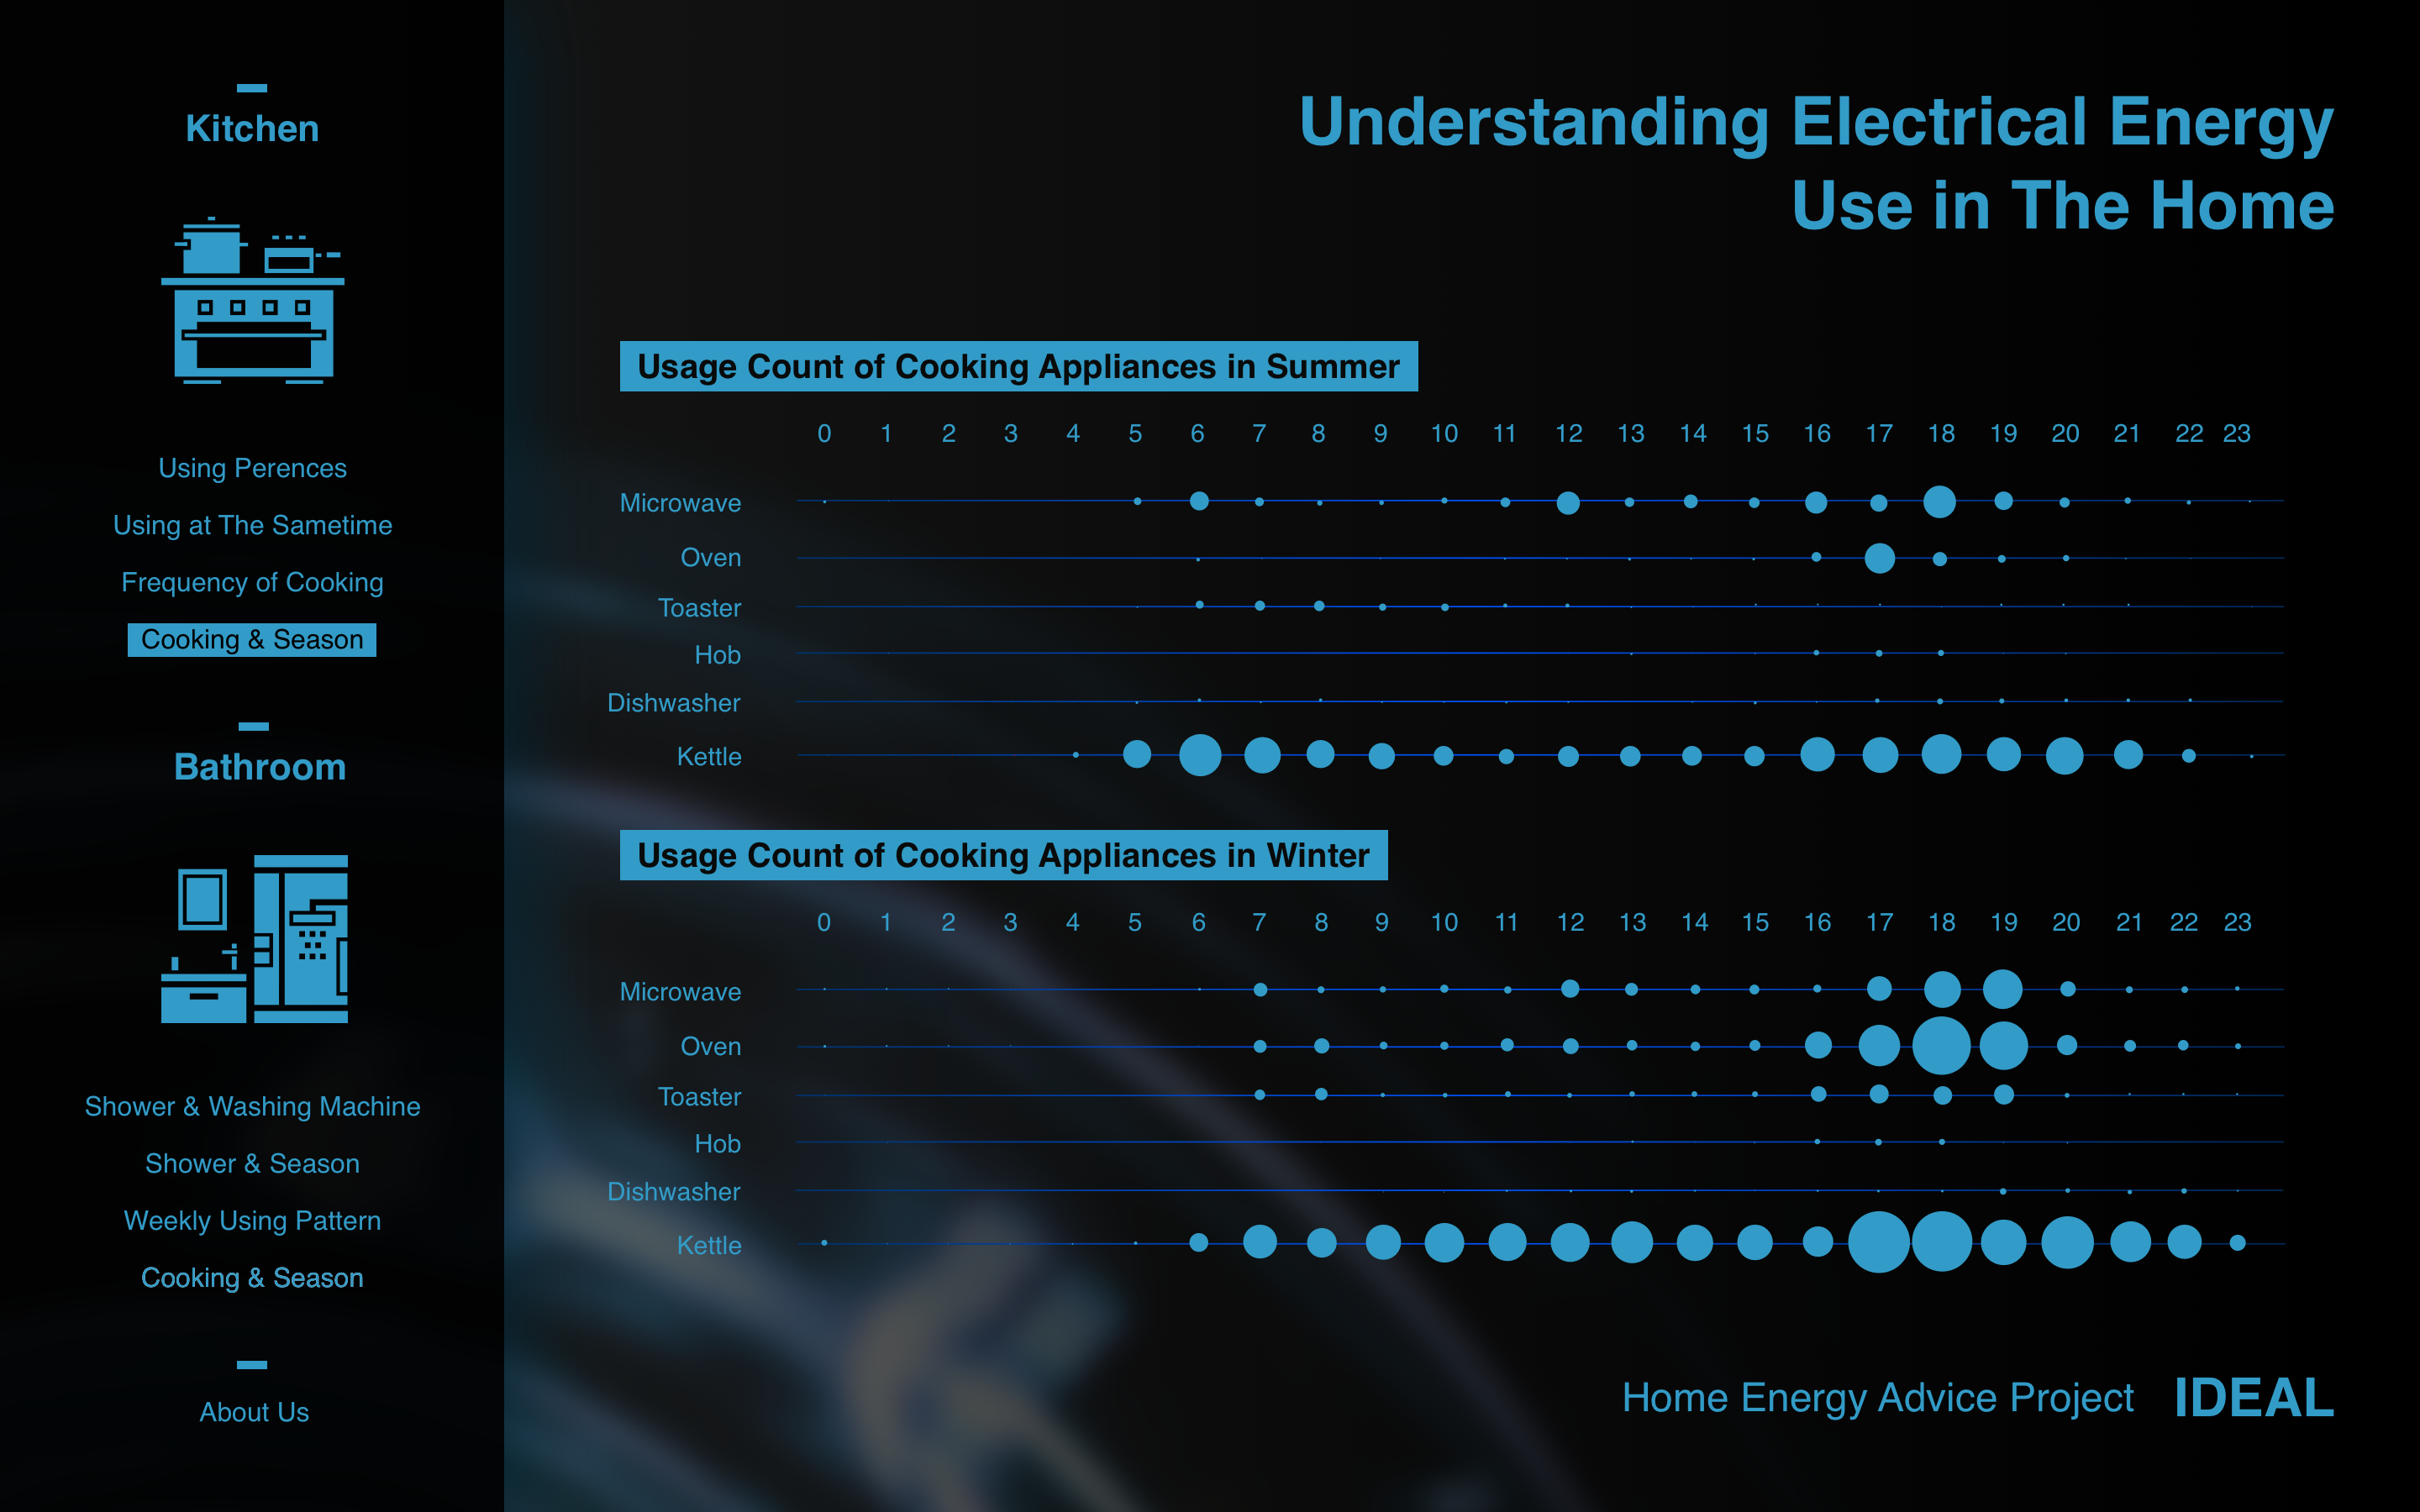 Kitchen
Using Perences
Using at The Sametime
Frequency of Cooking
Cooking & Season
Bathroom
Shower & Washing Machine
Shower & Season
Weekly Using Pattern
Cooking & Season
About Us
Understanding Electrical Energy
Use in The Home
Usage Count of Cooking Appliances in Summer
0 1 2 3 4 5 6 7 8 9 10 11 12 13 14 15 16 17 18 19 20 21 22 23
Microwave
Oven
Toaster
Hob
Dishwasher
Kettle
Usage Count of Cooking Appliances in Winter
0 1 2 3 4 5 6 7 8 9 10 11 12 13 14 15 16 17 18 19 20 21 22 23
Microwave
Oven
Toaster
Hob
Dishwasher
Kettle
Home Energy Advice Project IDEAL